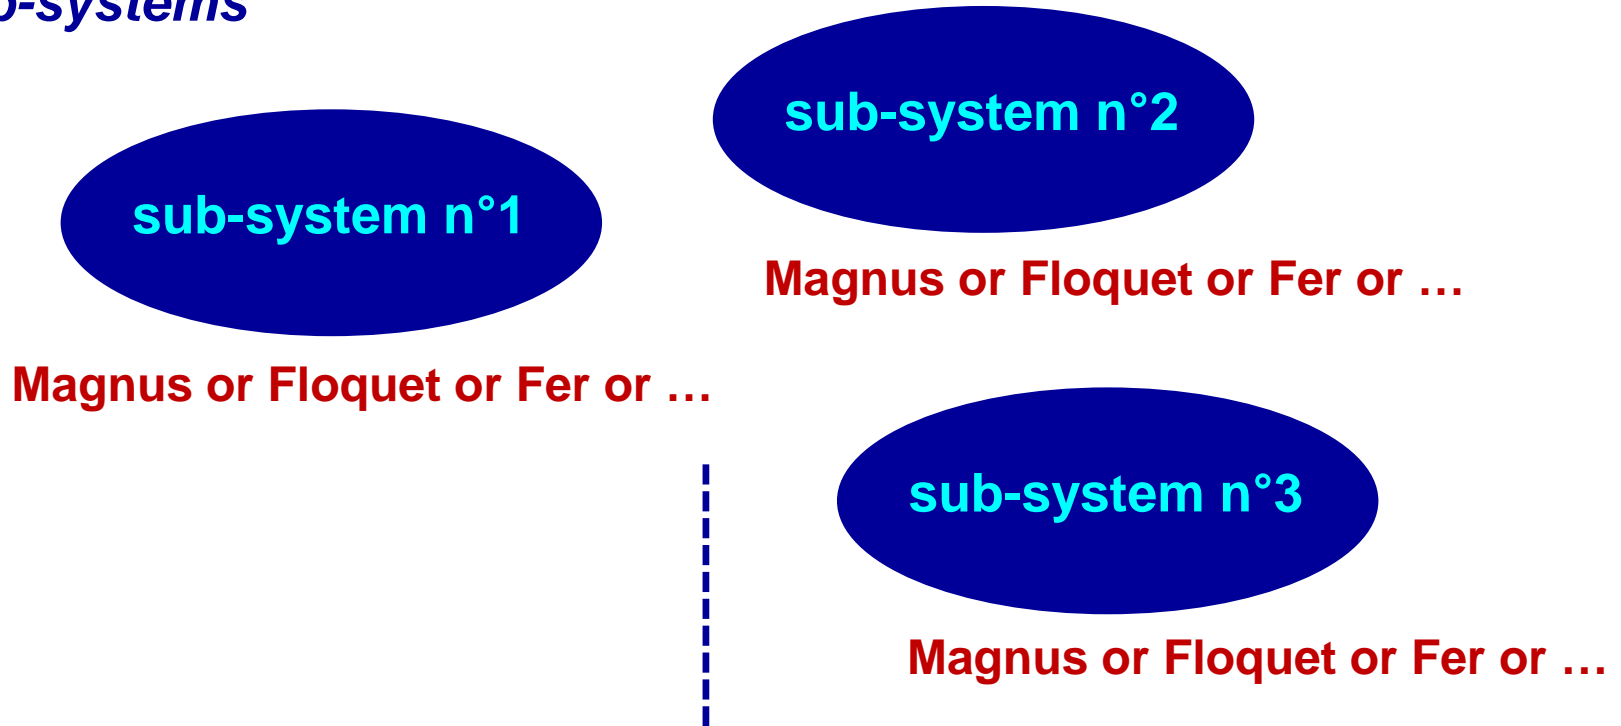 b-systems
sub-system n°2
sub-system n°1
Magnus or Floquet or Fer or …
Magnus or Floquet or Fer or …
sub-system n°3
Magnus or Floquet or Fer or …